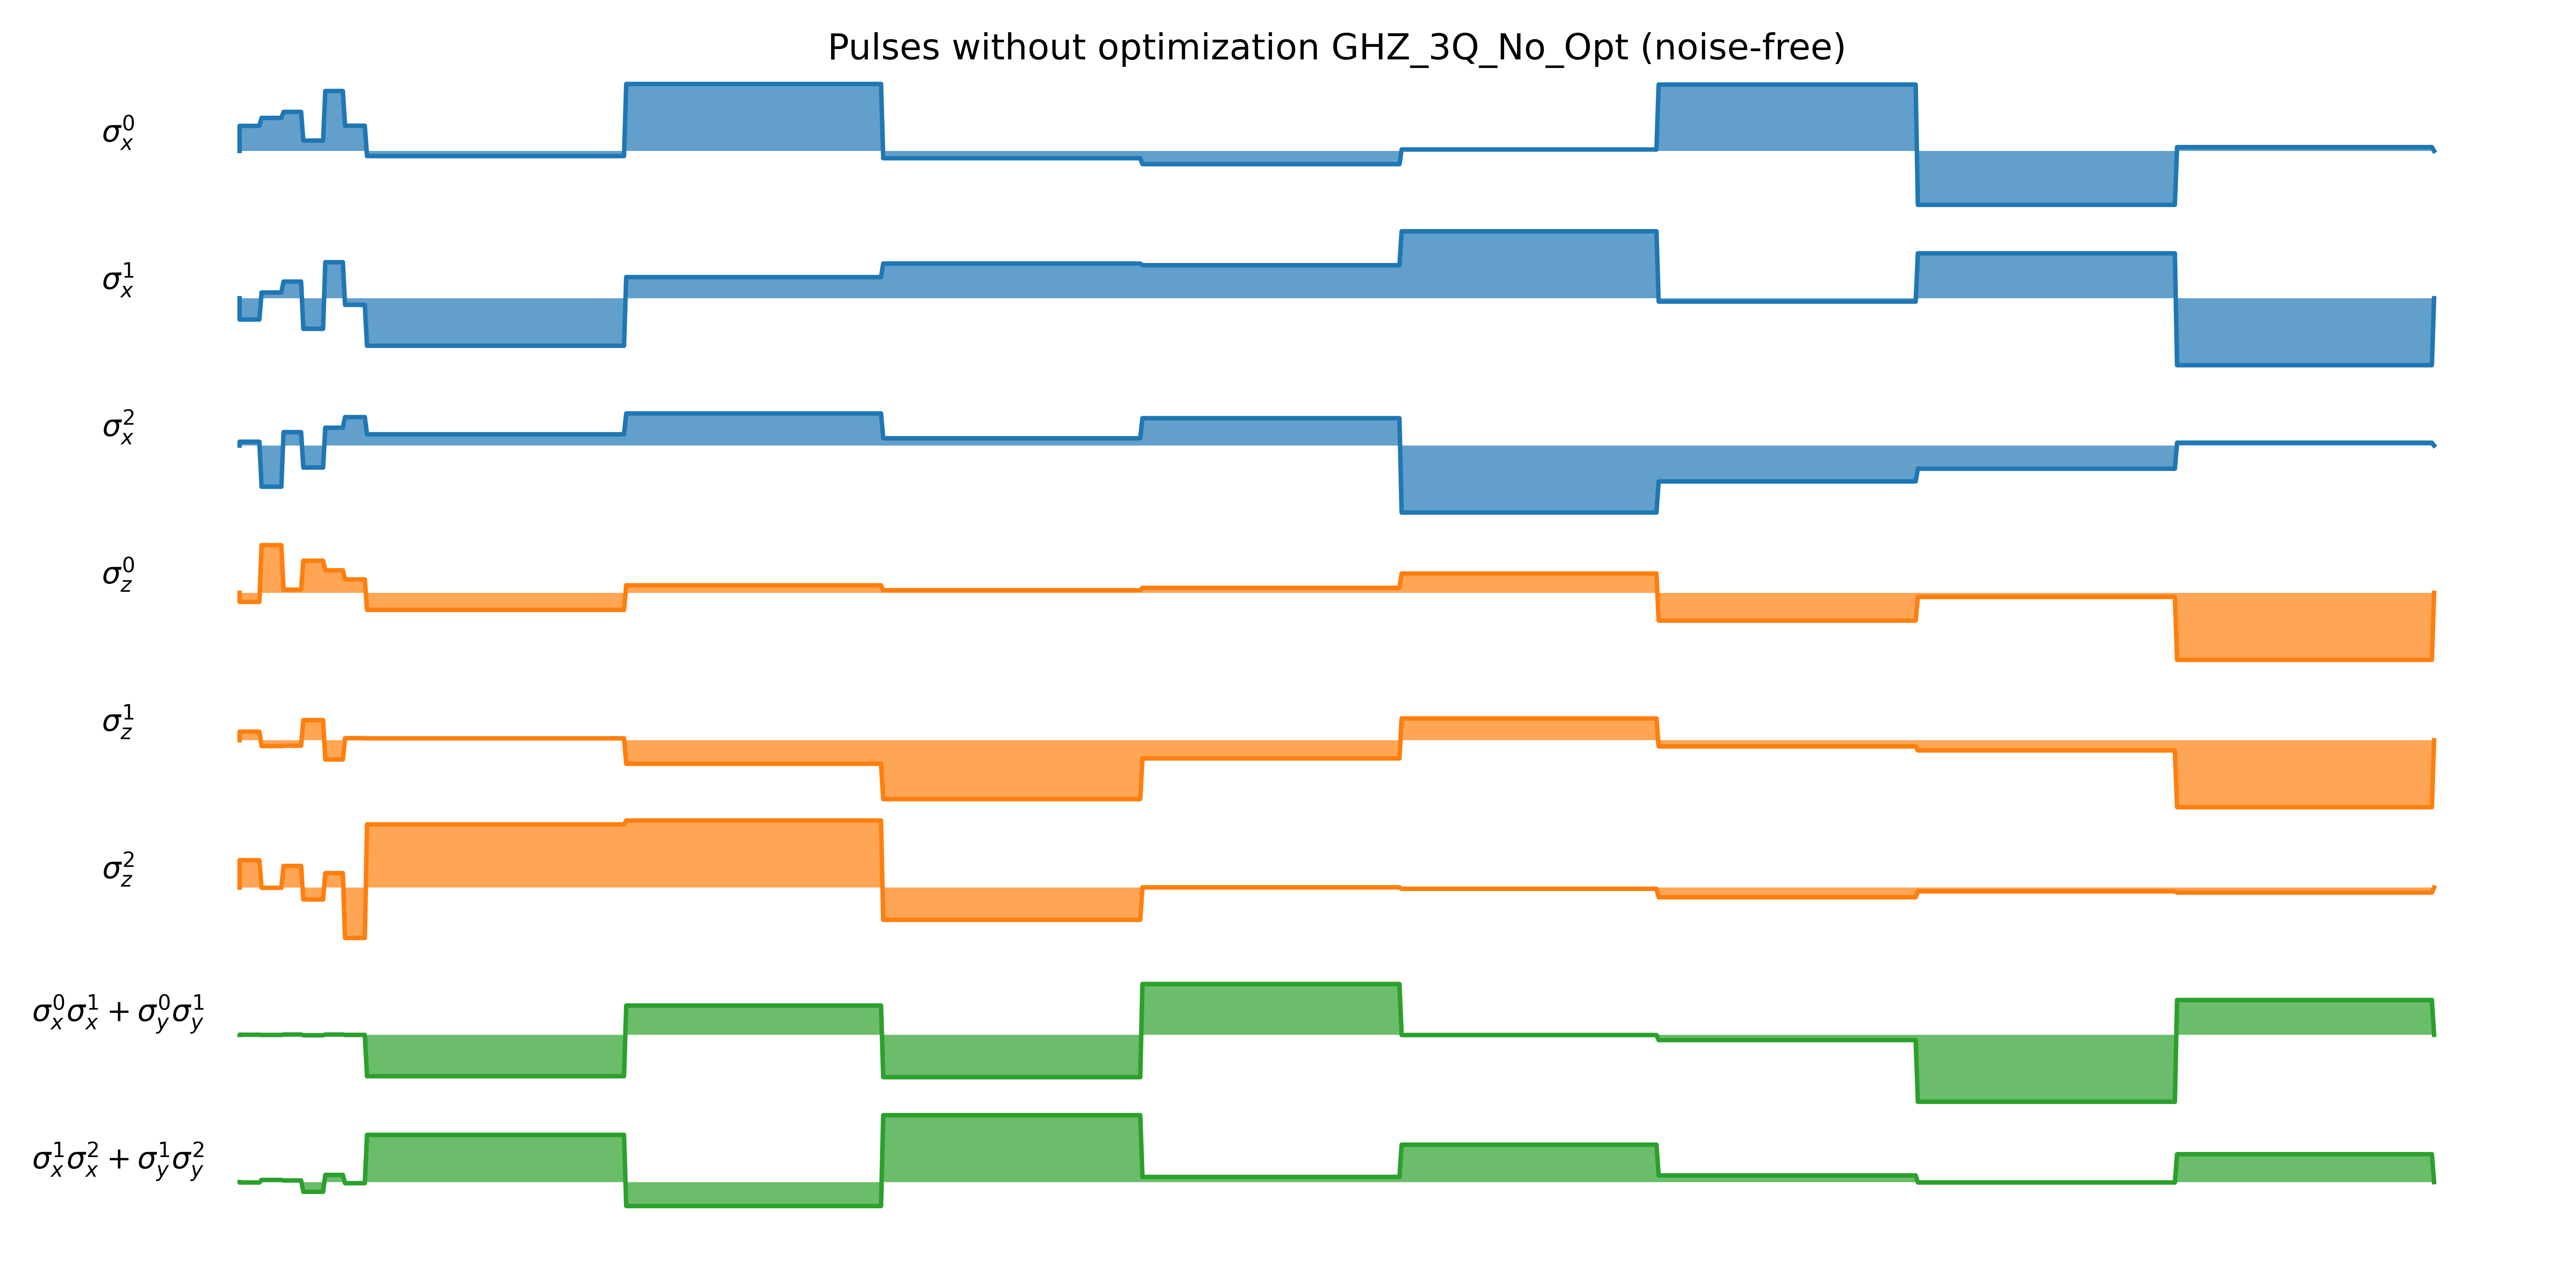 Pulses without optimization GHZ_3Q_No_Opt (noise-free)
σ_x^0
σ_x^1
σ_x^2
σ_z^0
σ_z^1
σ_z^2
σ_x^0σ_x^1 + σ_y^0σ_y^1
σ_x^1σ_x^2 + σ_y^1σ_y^2